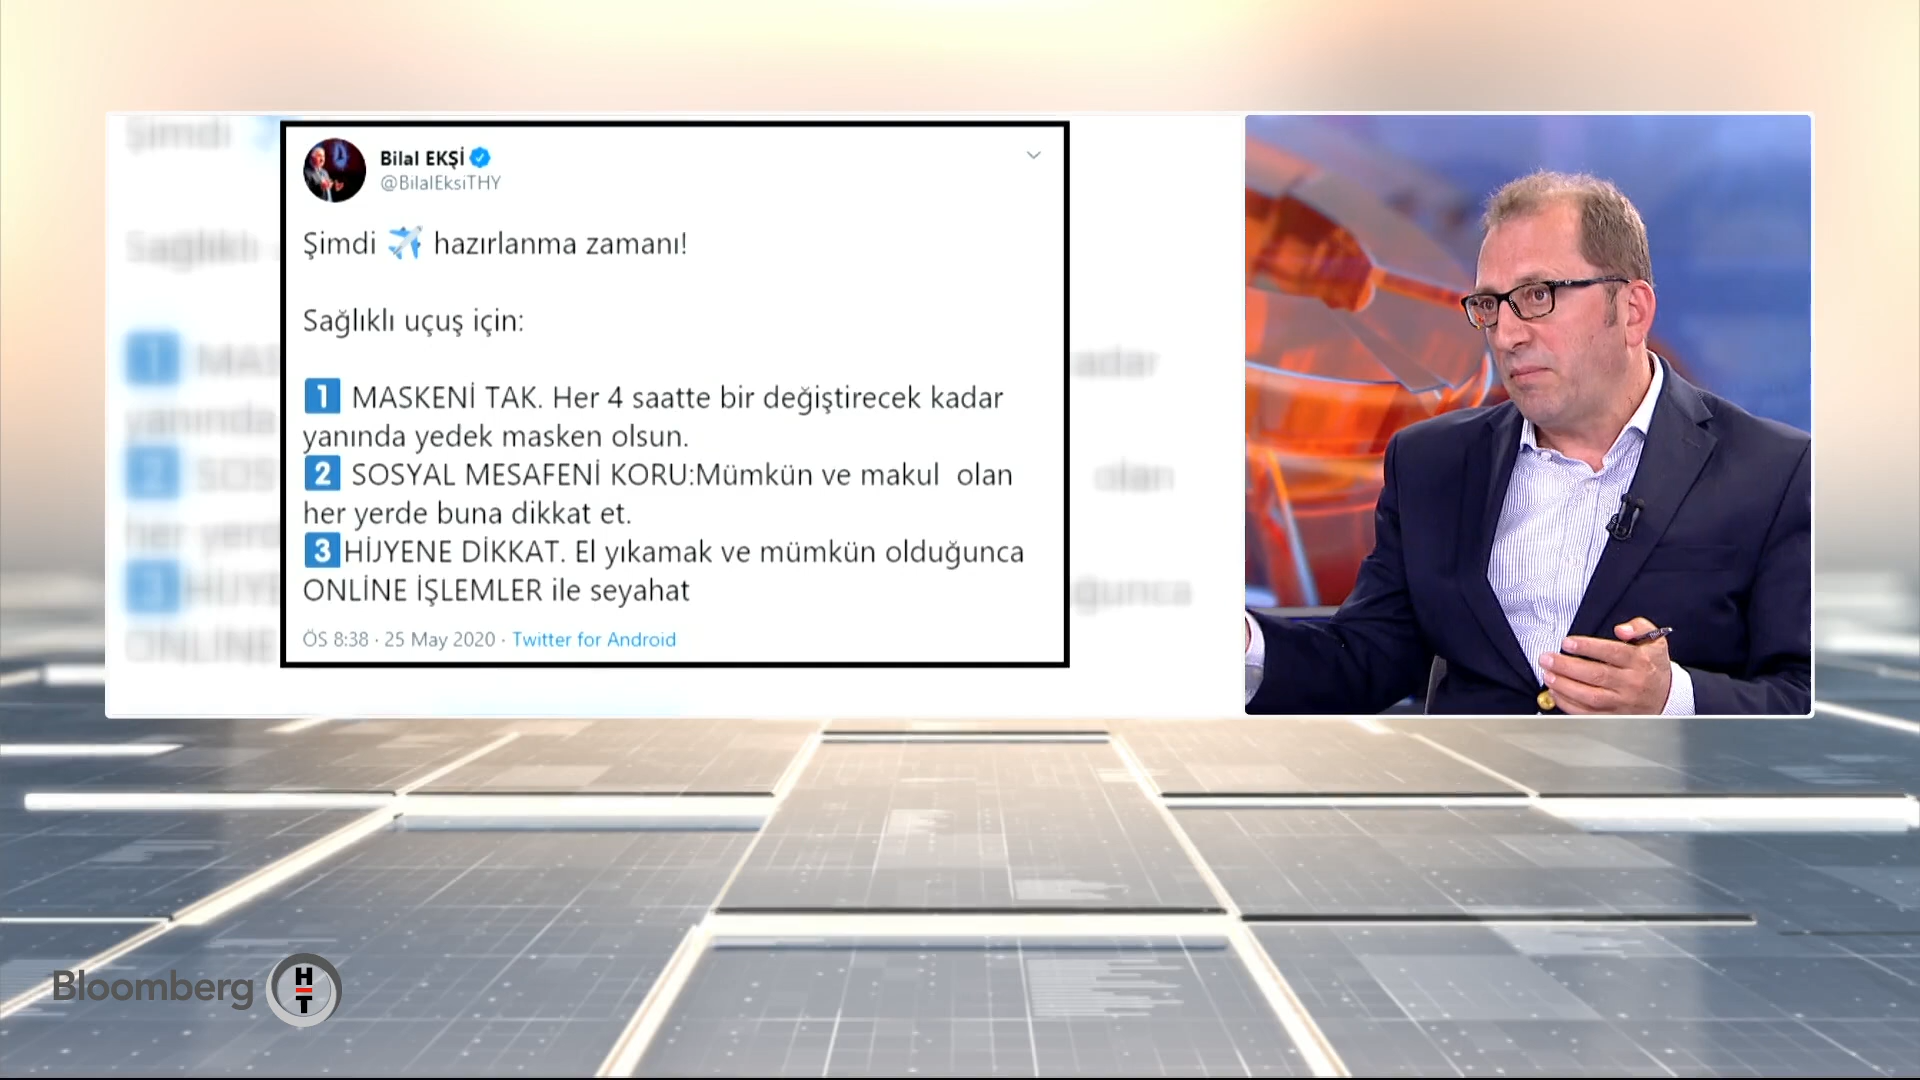 Bilal EKŞİ
@BilalEksiTHY
Şimdi ✈️ hazırlanma zamanı!
Sağlıklı uçuş için:
1 MASKENİ TAK. Her 4 saatte bir değiştirecek kadar
yanında yedek masken olsun.
2 SOSYAL MESAFENİ KORU:Mümkün ve makul olan
her yerde buna dikkat et.
3 HİJYENE DİKKAT. El yıkamak ve mümkün olduğunca
ONLİNE İŞLEMLER ile seyahat
ÖS 8:38 · 25 May 2020 · Twitter for Android
Bloomberg HT